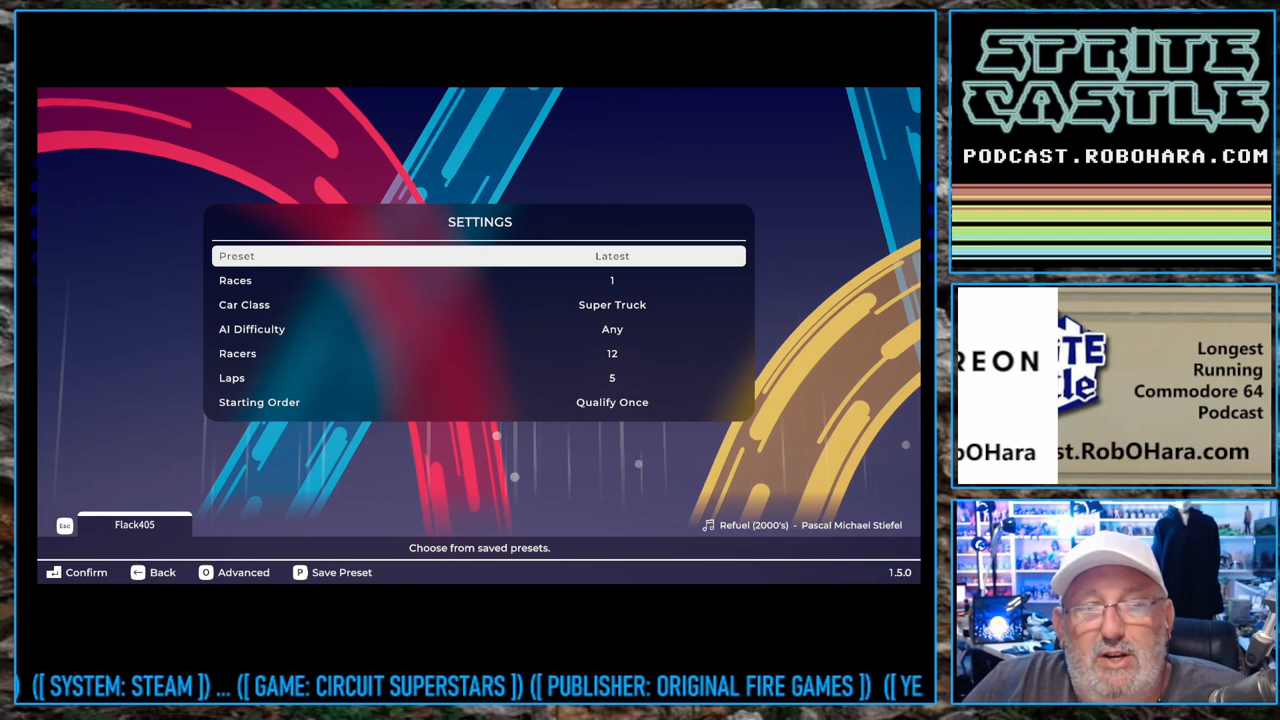 SETTINGS
Preset Latest
Races 1
Car Class Super Truck
AI Difficulty Any
Racers 12
Laps 5
Starting Order Qualify Once
Esc Flack405
Refuel (2000's) - Pascal Michael Stiefel
Choose from saved presets.
Confirm Back O Advanced P Save Preset 1.5.0
) ([ SYSTEM: STEAM ]) ... ([ GAME: CIRCUIT SUPERSTARS ]) ([ PUBLISHER: ORIGINAL FIRE GAMES ]) ([ YE
SPRITE
CASTLE
PODCAST.ROBOHARA.COM
REON
bOHara
ITE
le
Longest
Running
Commodore 64
Podcast
st.RobOHara.com